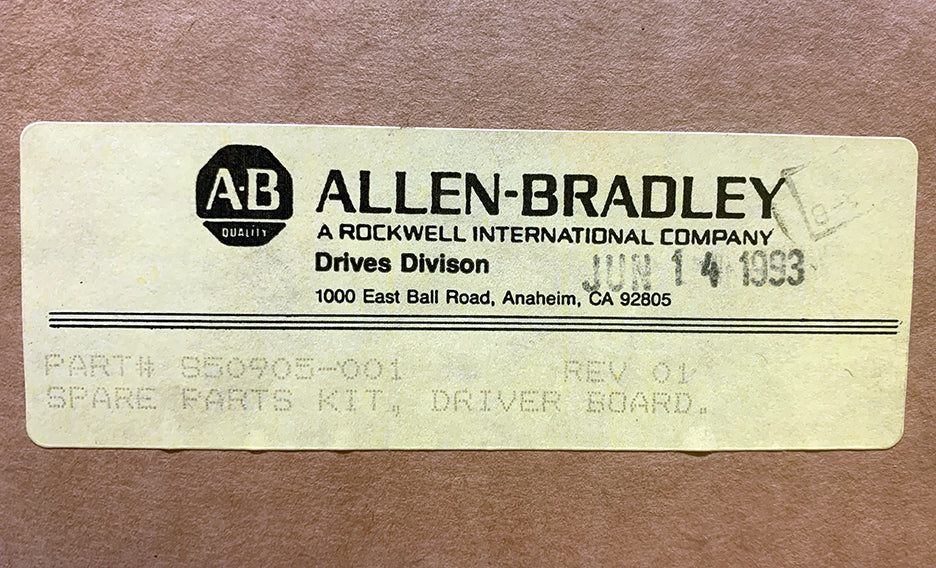 A·B
QUALITY
ALLEN-BRADLEY
A ROCKWELL INTERNATIONAL COMPANY
Drives Divison
JUN 14 1993
1000 East Ball Road, Anaheim, CA 92805
PART# S50905-001 REV 01
SPARE PARTS KIT, DRIVER BOARD.